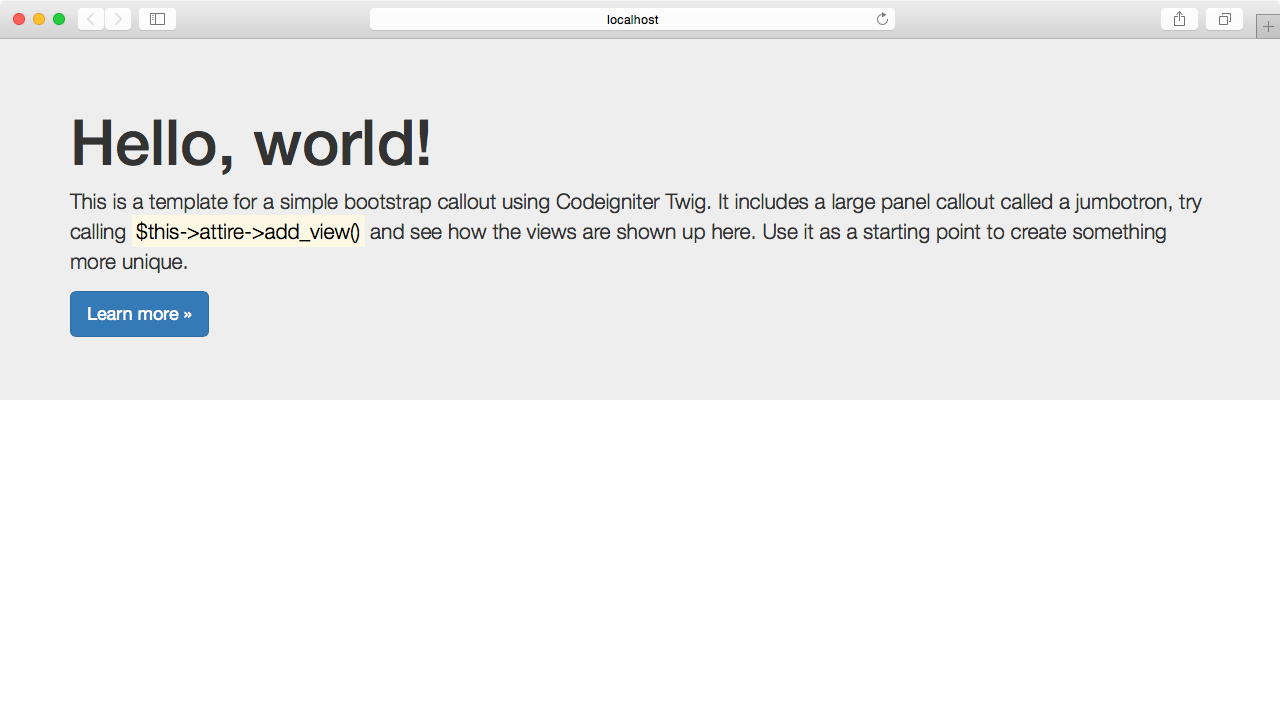 localhost
Hello, world!
This is a template for a simple bootstrap callout using Codeigniter Twig. It includes a large panel callout called a jumbotron, try
calling $this->attire->add_view() and see how the views are shown up here. Use it as a starting point to create something
more unique.
Learn more »